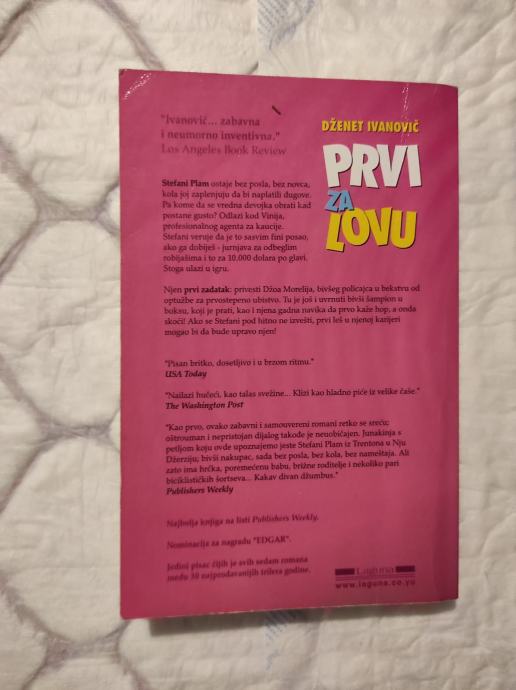 "Ivanovič... zabavna
i neumorno inventivna."
Los Angeles Book Review
DŽENET IVANOVIČ
PRVI
ZA
LOVU
Stefani Plam ostaje bez posla, bez novca,
kola joj zaplenjuju da bi naplatili dugove.
Pa kome da se vredna devojka obrati kad
postane gusto? Odlazi kod Vinija,
profesionalnog agenta za kaucije.
Stefani veruje da je to sasvim fini posao,
ako ga dobiješ - jurnjava za odbeglim
robijašima i to za 10.000 dolara po glavi.
Stoga ulazi u igru.
Njen prvi zadatak: privesti Džoa Morelija, bivšeg policajca u bekstvu od
optužbe za prvostepeno ubistvo. Tu je još i uvrnuti bivši šampion u
boksu, koji je prati, kao i njena gadna navika da prvo kaže hop, a onda
skoči! Ako se Stefani pod hitno ne izvešti, prvi leš u njenoj karijeri
mogao bi da bude upravo njen!
"Pisan britko, dosetljivo i u brzom ritmu."
USA Today
"Nailazi hučeći, kao talas svežine... Klizi kao hladno piće iz velike čaše."
The Washington Post
"Kao prvo, ovako zabavni i samouvereni romani retko se sreću;
oštrouman i nepristojan dijalog takođe je neuobičajen. Junakinja s
petljom koju ovde upoznajemo jeste Stefani Plam iz Trentona u Nju
Džerziju; bivši nakupac, sada bez posla, bez kola, bez nameštaja. Ali
zato ima hrčka, poremećenu babu, brižne roditelje i nekoliko pari
biciklističkih šortseva... Kakav divan džumbus."
Publishers Weekly
Najbolja knjiga na listi Publishers Weekly.
Nominacija za nagradu "EDGAR".
Jedini pisac čijih je svih sedam romana
među 10 najprodavanijih trilera godine.
Laguna
www.laguna.co.yu